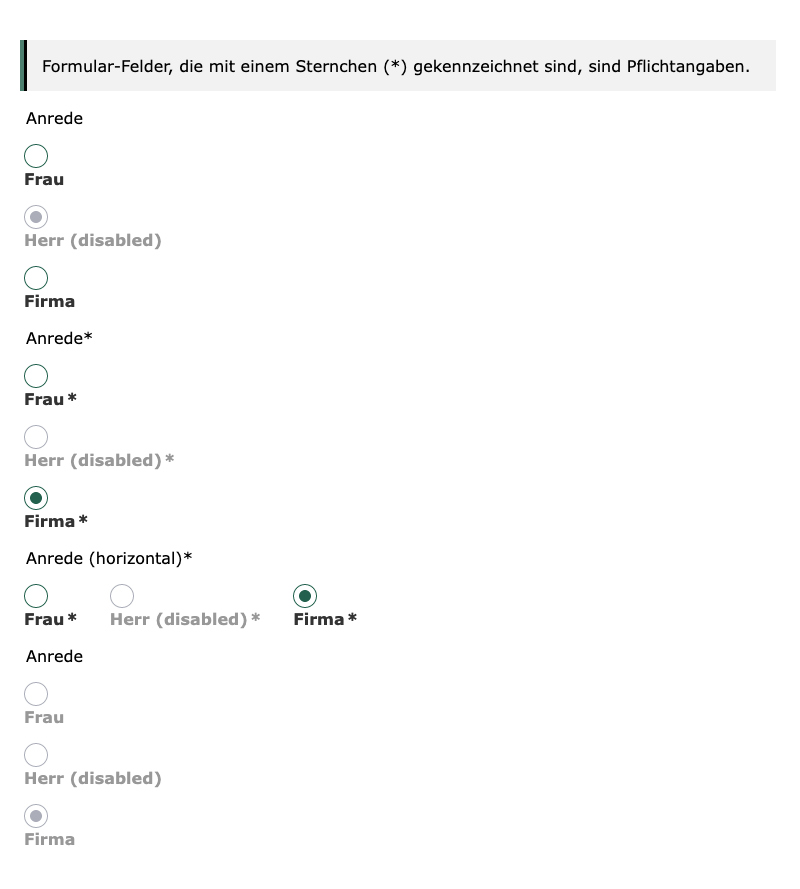 Formular-Felder, die mit einem Sternchen (*) gekennzeichnet sind, sind Pflichtangaben.
Anrede
Frau
Herr (disabled)
Firma
Anrede*
Frau*
Herr (disabled)*
Firma*
Anrede (horizontal)*
Frau* Herr (disabled)* Firma*
Anrede
Frau
Herr (disabled)
Firma